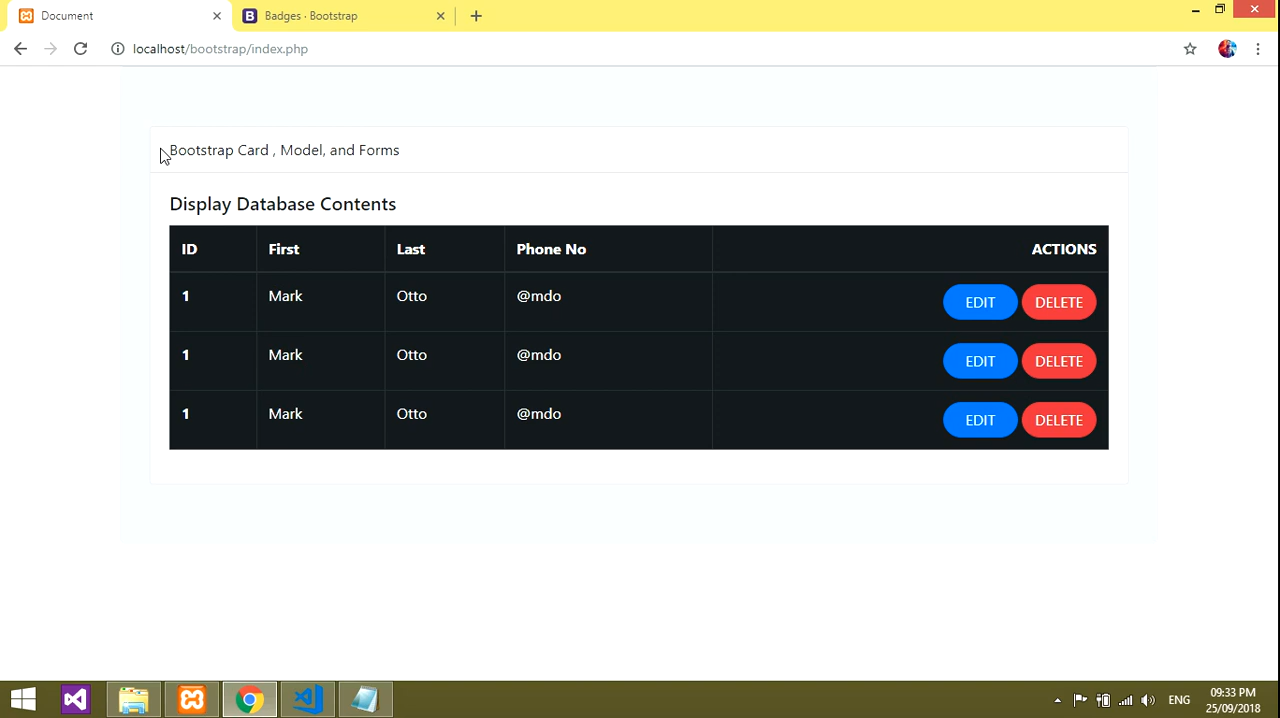 Document
Badges · Bootstrap
localhost/bootstrap/index.php
Bootstrap Card , Model, and Forms
Display Database Contents
ID First Last Phone No ACTIONS
1 Mark Otto @mdo EDIT DELETE
1 Mark Otto @mdo EDIT DELETE
1 Mark Otto @mdo EDIT DELETE
ENG
09:33 PM
25/09/2018